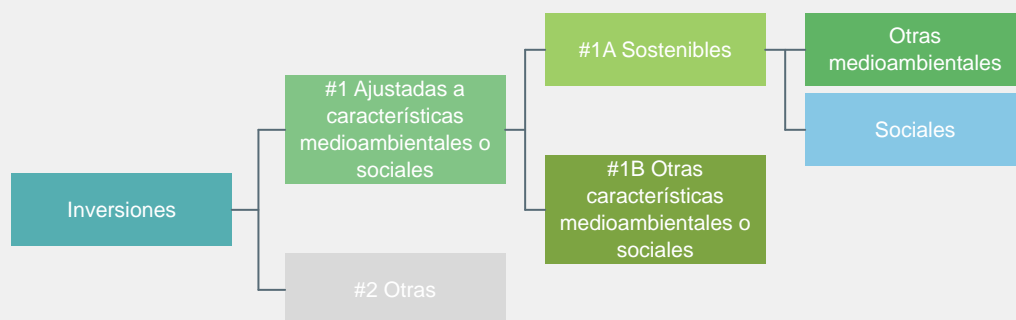 Inversiones
#1 Ajustadas a
características
medioambientales o
sociales
#2 Otras
#1A Sostenibles
#1B Otras
características
medioambientales o
sociales
Otras
medioambientales
Sociales